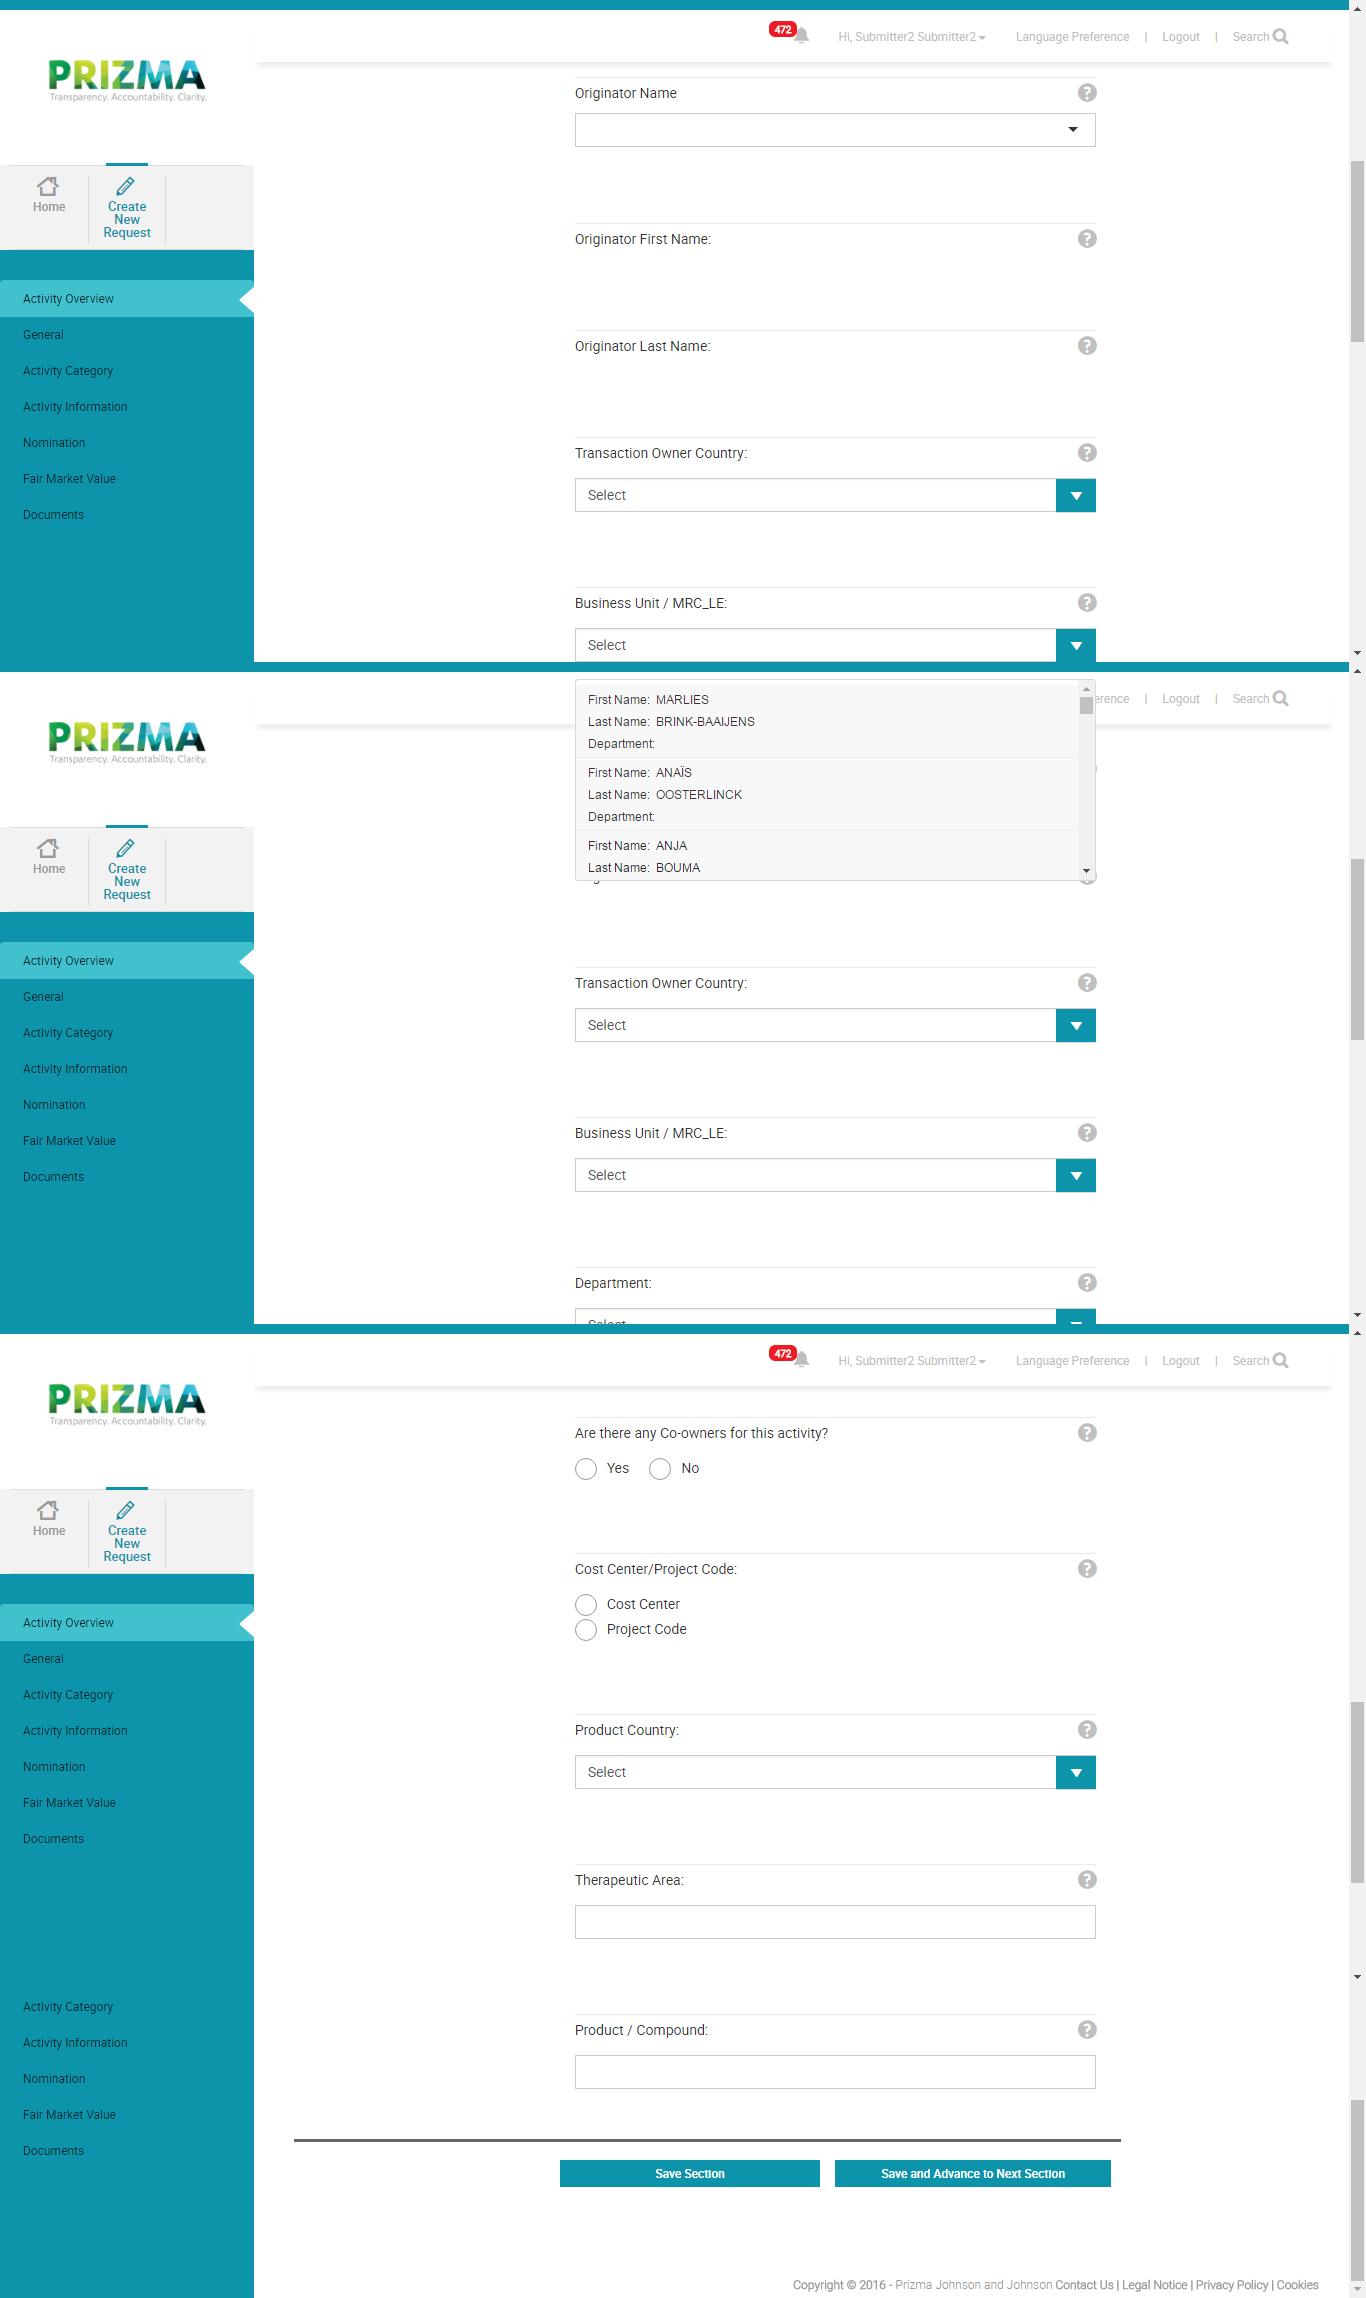 472
Hi, Submitter2 Submitter2
Language Preference | Logout | Search
PRIZMA
Transparency. Accountability. Clarity.
Home
Create
New
Request
Activity Overview
General
Activity Category
Activity Information
Nomination
Fair Market Value
Documents
Originator Name
Originator First Name:
Originator Last Name:
Transaction Owner Country:
Select
Business Unit / MRC_LE:
Select
erence | Logout | Search
PRIZMA
Transparency. Accountability. Clarity.
Home
Create
New
Request
Activity Overview
General
Activity Category
Activity Information
Nomination
Fair Market Value
Documents
First Name: MARLIES
Last Name: BRINK-BAAIJENS
Department:
First Name: ANAÏS
Last Name: OOSTERLINCK
Department:
First Name: ANJA
Last Name: BOUMA
Transaction Owner Country:
Select
Business Unit / MRC_LE:
Select
Department:
Select
472
Hi, Submitter2 Submitter2
Language Preference | Logout | Search
PRIZMA
Transparency. Accountability. Clarity.
Home
Create
New
Request
Activity Overview
General
Activity Category
Activity Information
Nomination
Fair Market Value
Documents
Activity Category
Activity Information
Nomination
Fair Market Value
Documents
Are there any Co-owners for this activity?
Yes No
Cost Center/Project Code:
Cost Center
Project Code
Product Country:
Select
Therapeutic Area:
Product / Compound:
Save Section
Save and Advance to Next Section
Copyright © 2016 - Prizma Johnson and Johnson Contact Us | Legal Notice | Privacy Policy | Cookies